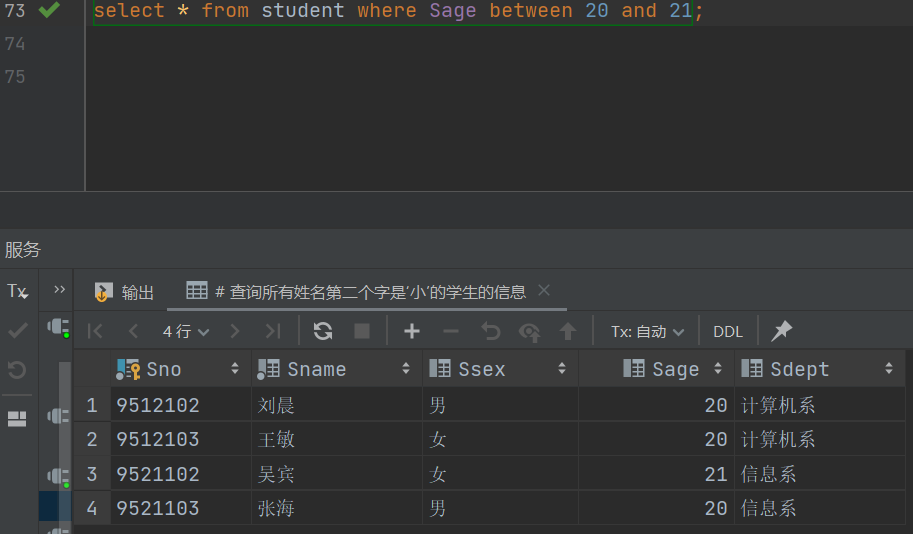 73 select * from student where Sage between 20 and 21;
74
75
服务
Tx >> 输出 # 查询所有姓名第二个字是‘小’的学生的信息
4 行 Tx: 自动 DDL
Sno Sname Ssex Sage Sdept
1 9512102 刘晨 男 20 计算机系
2 9512103 王敏 女 20 计算机系
3 9521102 吴宾 女 21 信息系
4 9521103 张海 男 20 信息系